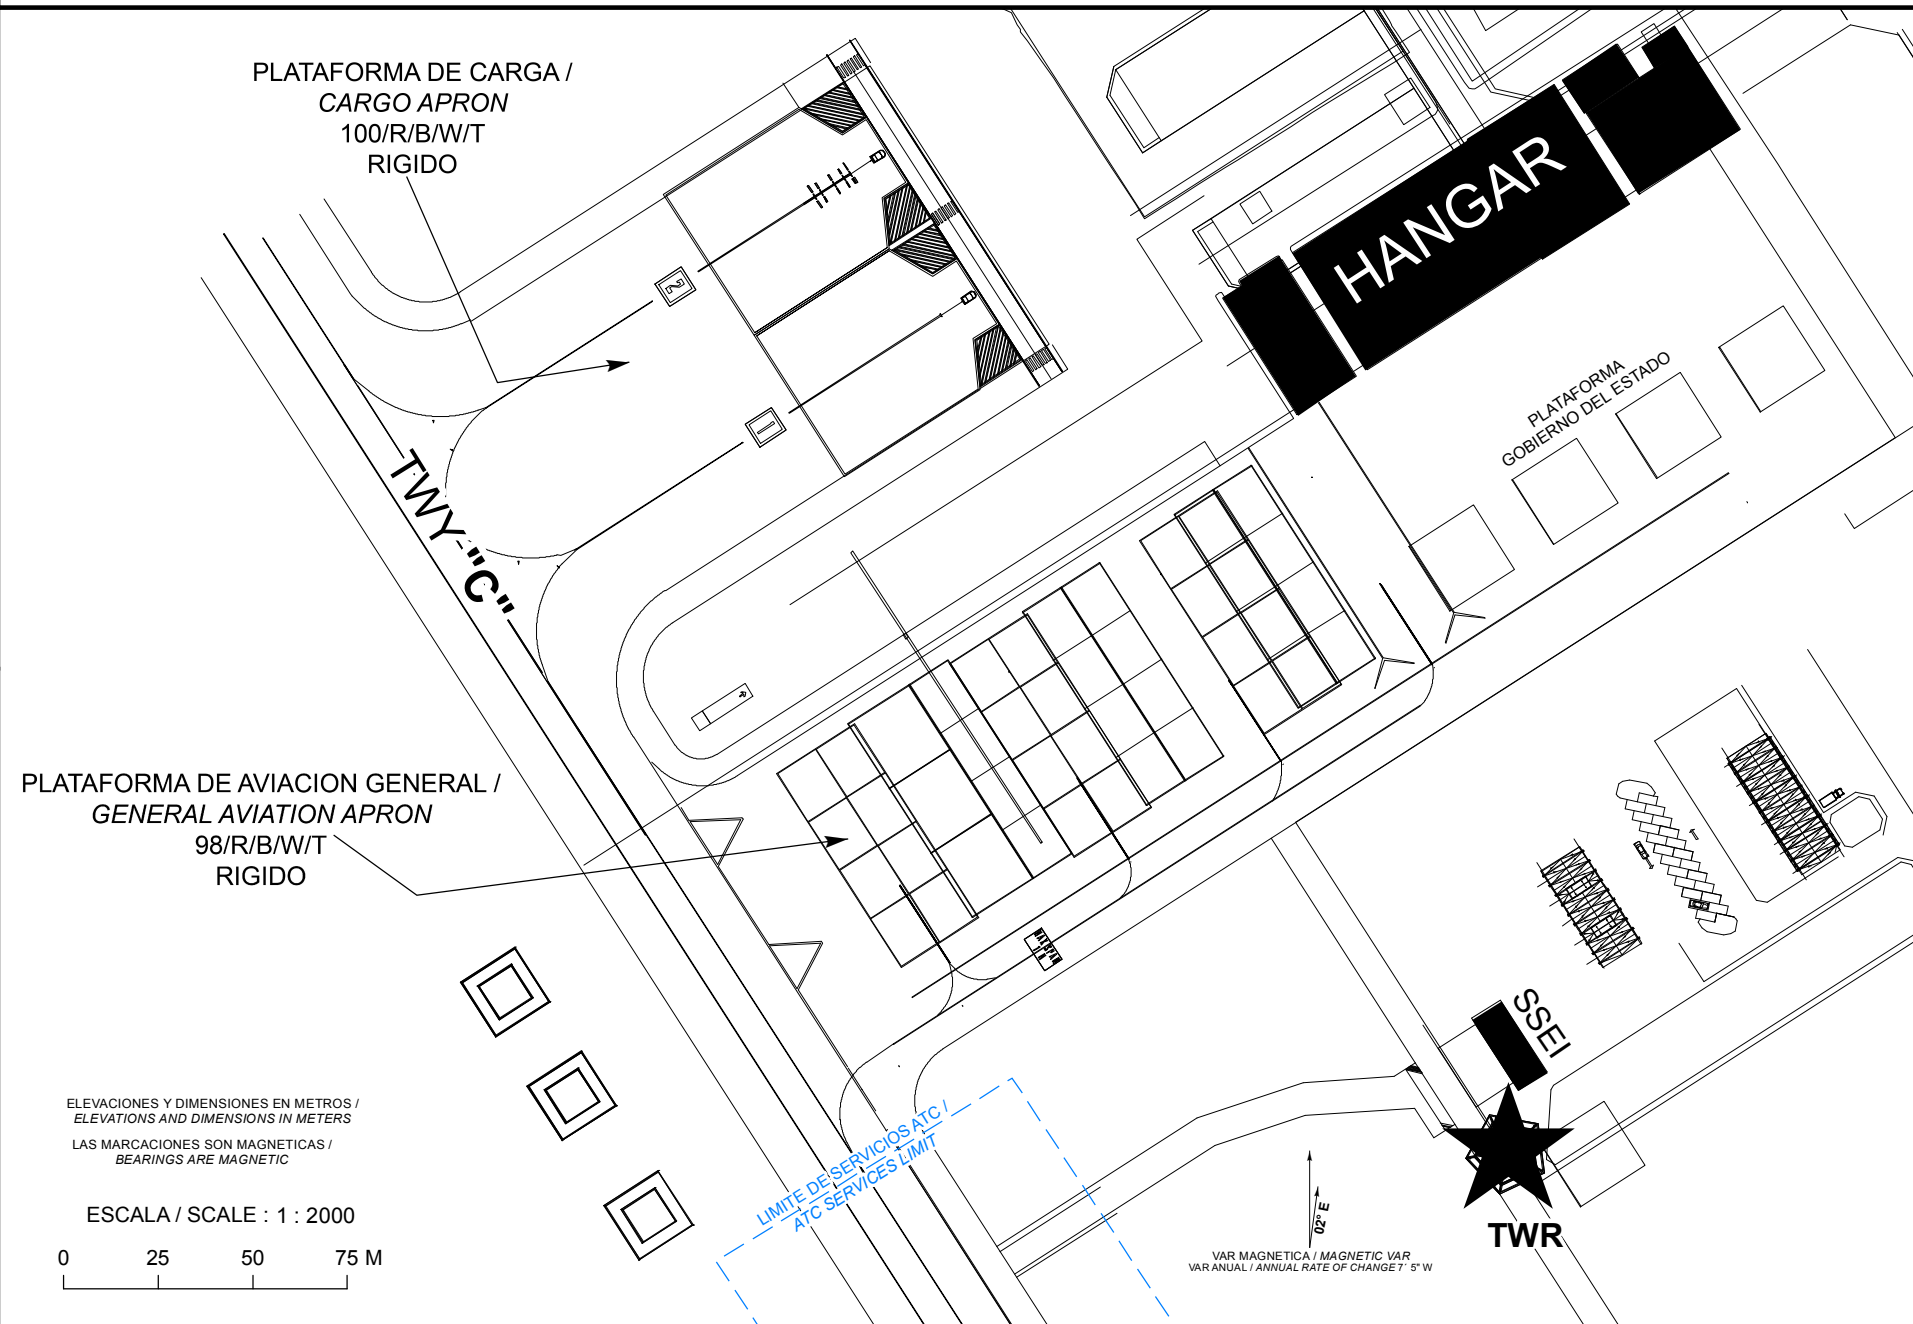 PLATAFORMA DE CARGA /
CARGO APRON
100/R/B/W/T
RIGIDO
HANGAR
2
1
PLATAFORMA
GOBIERNO DEL ESTADO
TWY "C"
PLATAFORMA DE AVIACION GENERAL /
GENERAL AVIATION APRON
98/R/B/W/T
RIGIDO
SSEI
TWR
LIMITE DE SERVICIOS ATC /
ATC SERVICES LIMIT
ELEVACIONES Y DIMENSIONES EN METROS /
ELEVATIONS AND DIMENSIONS IN METERS
LAS MARCACIONES SON MAGNETICAS /
BEARINGS ARE MAGNETIC
ESCALA / SCALE : 1 : 2000
0 25 50 75 M
02° E
VAR MAGNETICA / MAGNETIC VAR
VAR ANUAL / ANNUAL RATE OF CHANGE 7' 5" W